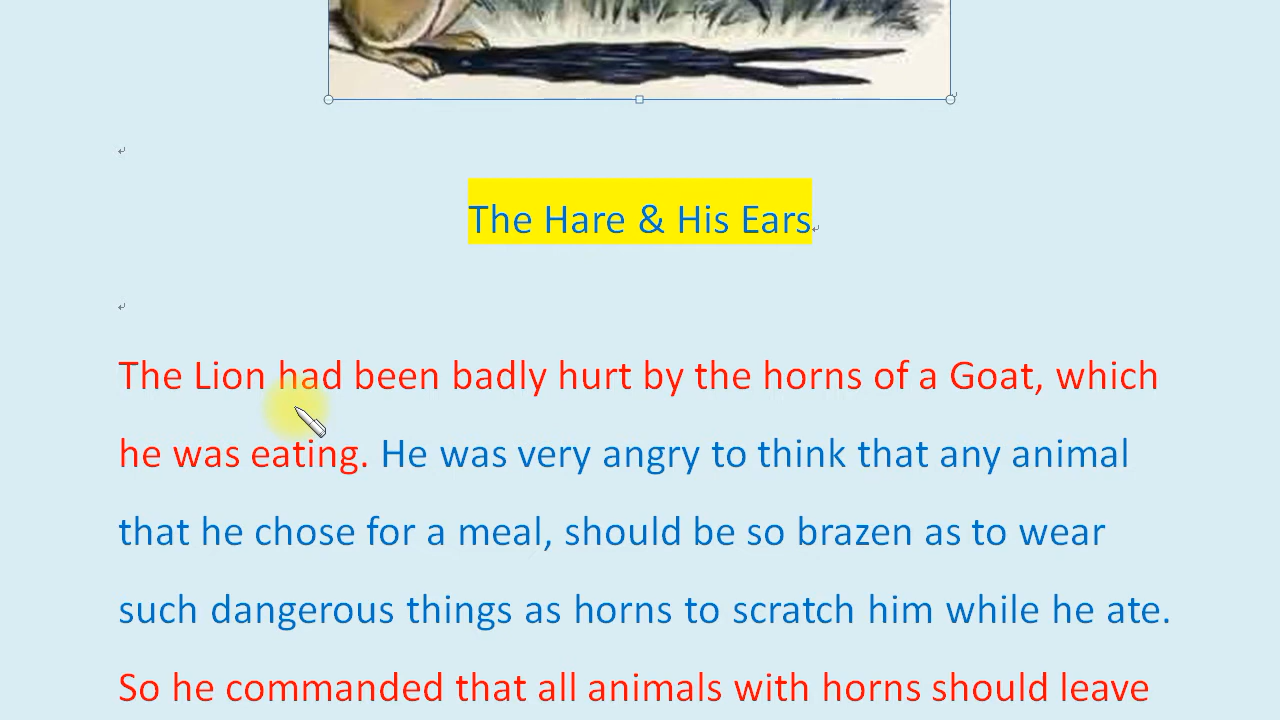 The Hare & His Ears
The Lion had been badly hurt by the horns of a Goat, which
he was eating. He was very angry to think that any animal
that he chose for a meal, should be so brazen as to wear
such dangerous things as horns to scratch him while he ate.
So he commanded that all animals with horns should leave